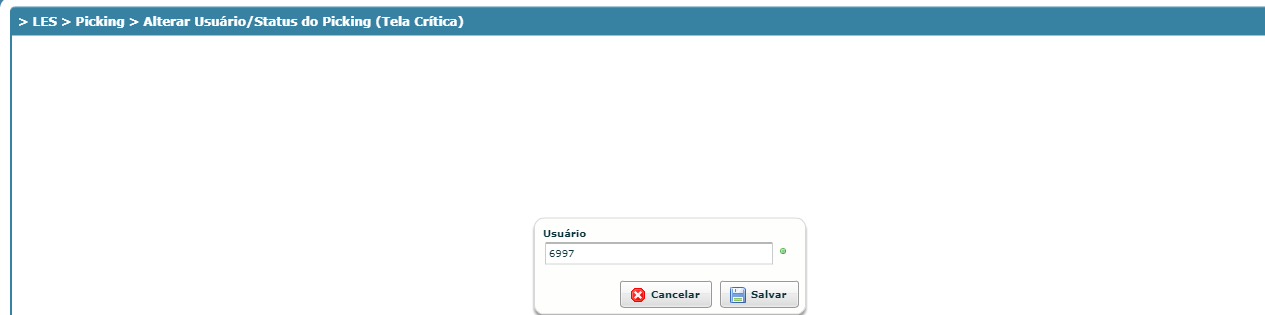 > LES > Picking > Alterar Usuário/Status do Picking (Tela Crítica)
Usuário
6997
Cancelar
Salvar